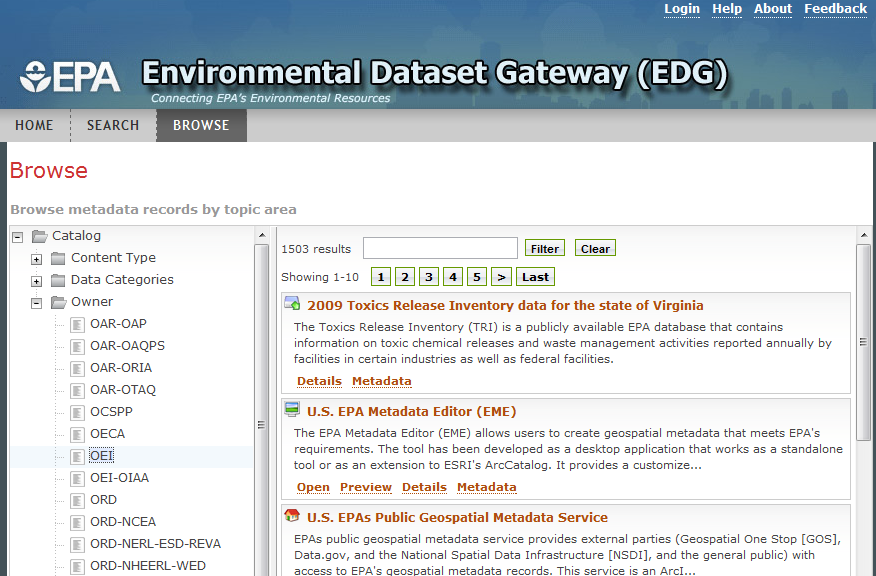 Login Help About Feedback
EPA Environmental Dataset Gateway (EDG)
Connecting EPA's Environmental Resources
HOME SEARCH BROWSE
Browse
Browse metadata records by topic area
Catalog
Content Type
Data Categories
Owner
OAR-OAP
OAR-OAQPS
OAR-ORIA
OAR-OTAQ
OCSPP
OECA
OEI
OEI-OIAA
ORD
ORD-NCEA
ORD-NERL-ESD-REVA
ORD-NHEERL-WED
1503 results Filter Clear
Showing 1-10 1 2 3 4 5 > Last
2009 Toxics Release Inventory data for the state of Virginia
The Toxics Release Inventory (TRI) is a publicly available EPA database that contains
information on toxic chemical releases and waste management activities reported annually by
facilities in certain industries as well as federal facilities.
Details Metadata
U.S. EPA Metadata Editor (EME)
The EPA Metadata Editor (EME) allows users to create geospatial metadata that meets EPA's
requirements. The tool has been developed as a desktop application that works as a standalone
tool or as an extension to ESRI's ArcCatalog. It provides a customize...
Open Preview Details Metadata
U.S. EPAs Public Geospatial Metadata Service
EPAs public geospatial metadata service provides external parties (Geospatial One Stop [GOS],
Data.gov, and the National Spatial Data Infrastructure [NSDI], and the general public) with
access to EPA's geospatial metadata records. This service is an ArcI...